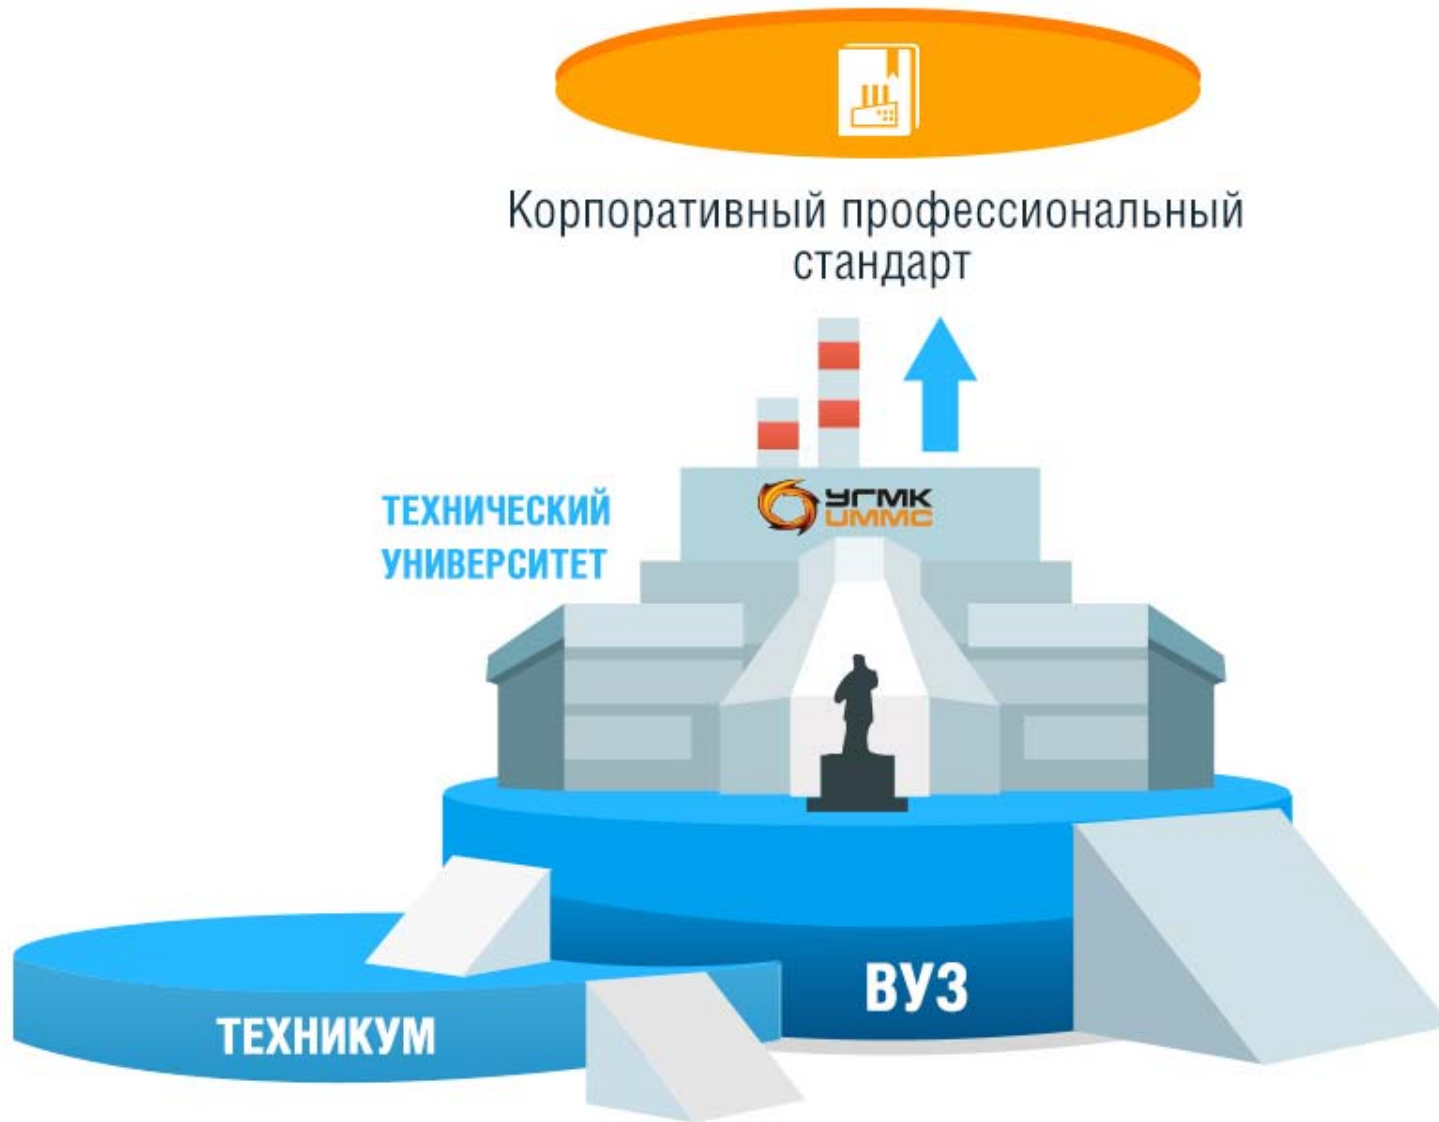 Корпоративный профессиональный
стандарт
УГМК
UMMC
ТЕХНИЧЕСКИЙ
УНИВЕРСИТЕТ
ВУЗ
ТЕХНИКУМ